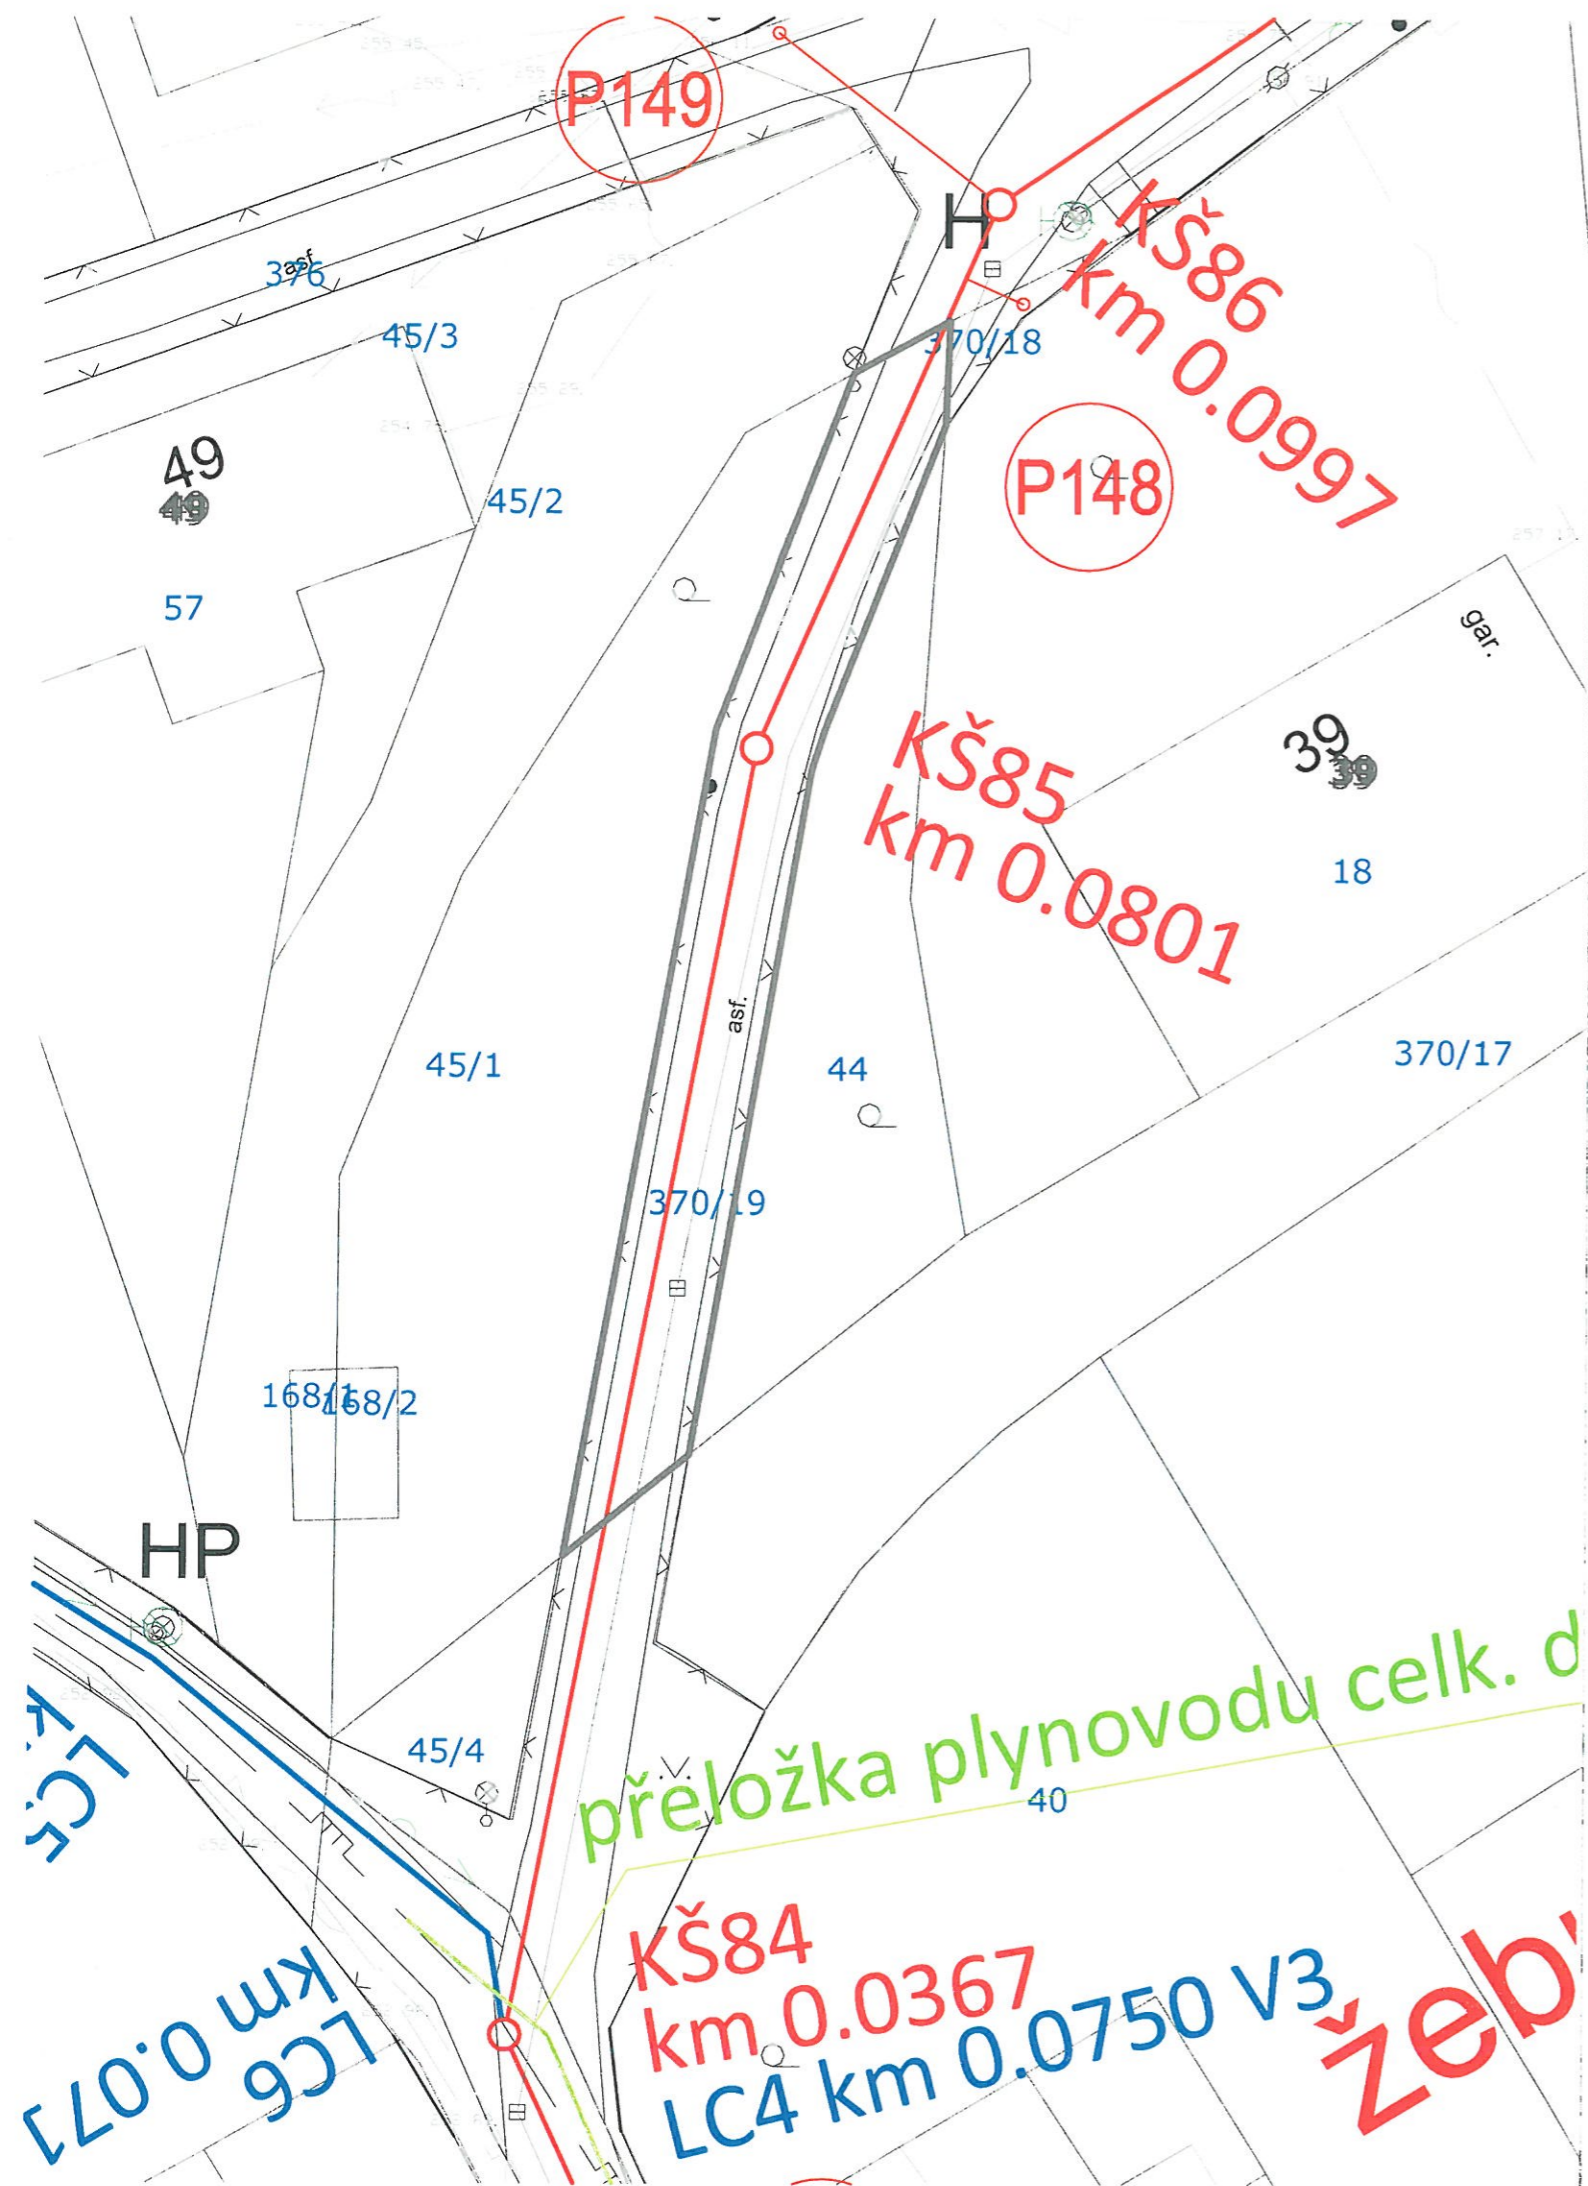 P149
H
KŠ86
km 0.0997
376
asf
45/3
370/18
49
49
45/2
P148
57
gar.
KŠ85
km 0.0801
39
39
18
asf.
45/1
44
370/17
370/19
168/1
168/2
HP
45/4
přeložka plynovodu celk. d
40
LC5
KŠ84
km 0.0367
LC4 km 0.0750 V3
LC6
km 0.071
žeb